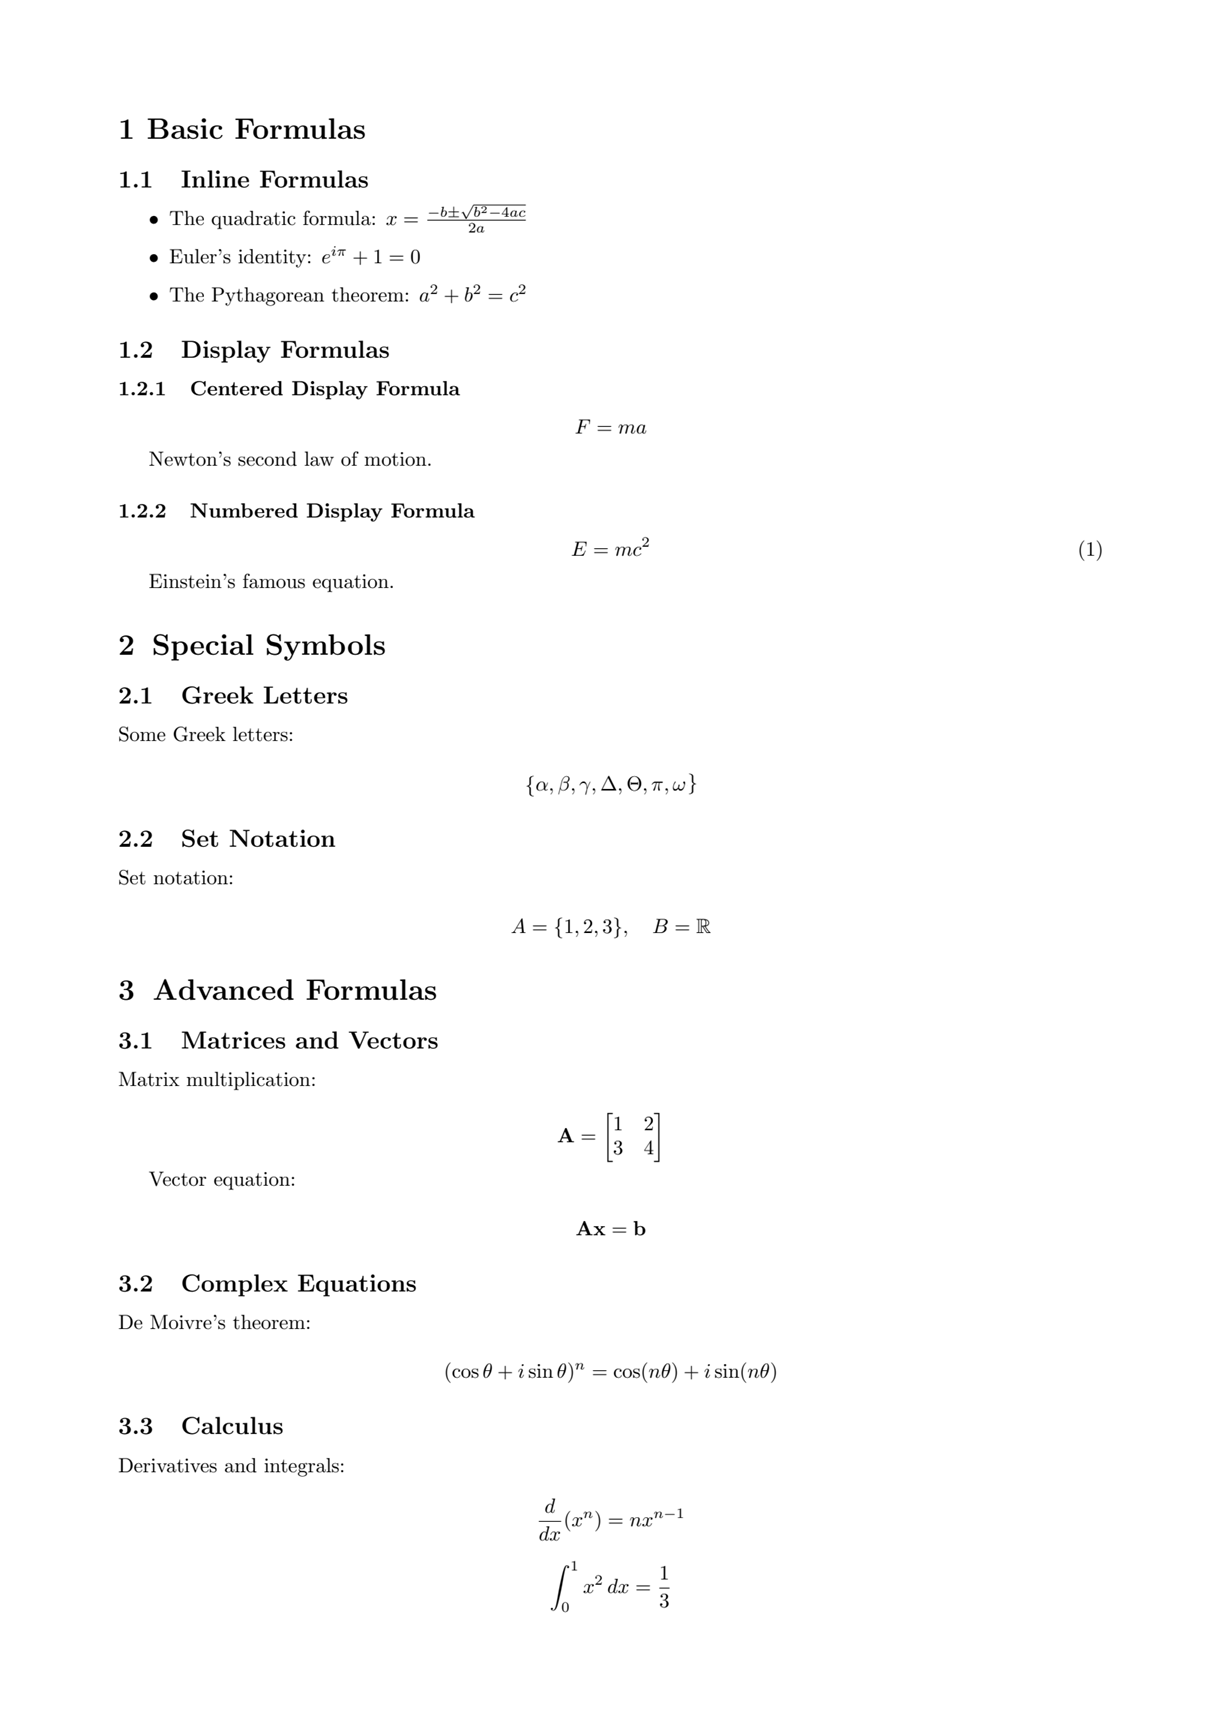 1 Basic Formulas
1.1 Inline Formulas
• The quadratic formula: $x = \frac{-b \pm \sqrt{b^2-4ac}}{2a}$
• Euler's identity: $e^{i\pi} + 1 = 0$
• The Pythagorean theorem: $a^2 + b^2 = c^2$
1.2 Display Formulas
1.2.1 Centered Display Formula
$F = ma$
Newton's second law of motion.
1.2.2 Numbered Display Formula
$E = mc^2$ (1)
Einstein's famous equation.
2 Special Symbols
2.1 Greek Letters
Some Greek letters:
$\{\alpha, \beta, \gamma, \Delta, \Theta, \pi, \omega\}$
2.2 Set Notation
Set notation:
$A = \{1, 2, 3\}, \quad B = \mathbb{R}$
3 Advanced Formulas
3.1 Matrices and Vectors
Matrix multiplication:
$\mathbf{A} = \begin{bmatrix} 1 & 2 \\ 3 & 4 \end{bmatrix}$
Vector equation:
$\mathbf{Ax} = \mathbf{b}$
3.2 Complex Equations
De Moivre's theorem:
$(\cos\theta + i\sin\theta)^n = \cos(n\theta) + i\sin(n\theta)$
3.3 Calculus
Derivatives and integrals:
$\frac{d}{dx}(x^n) = nx^{n-1}$
$\int_0^1 x^2\,dx = \frac{1}{3}$